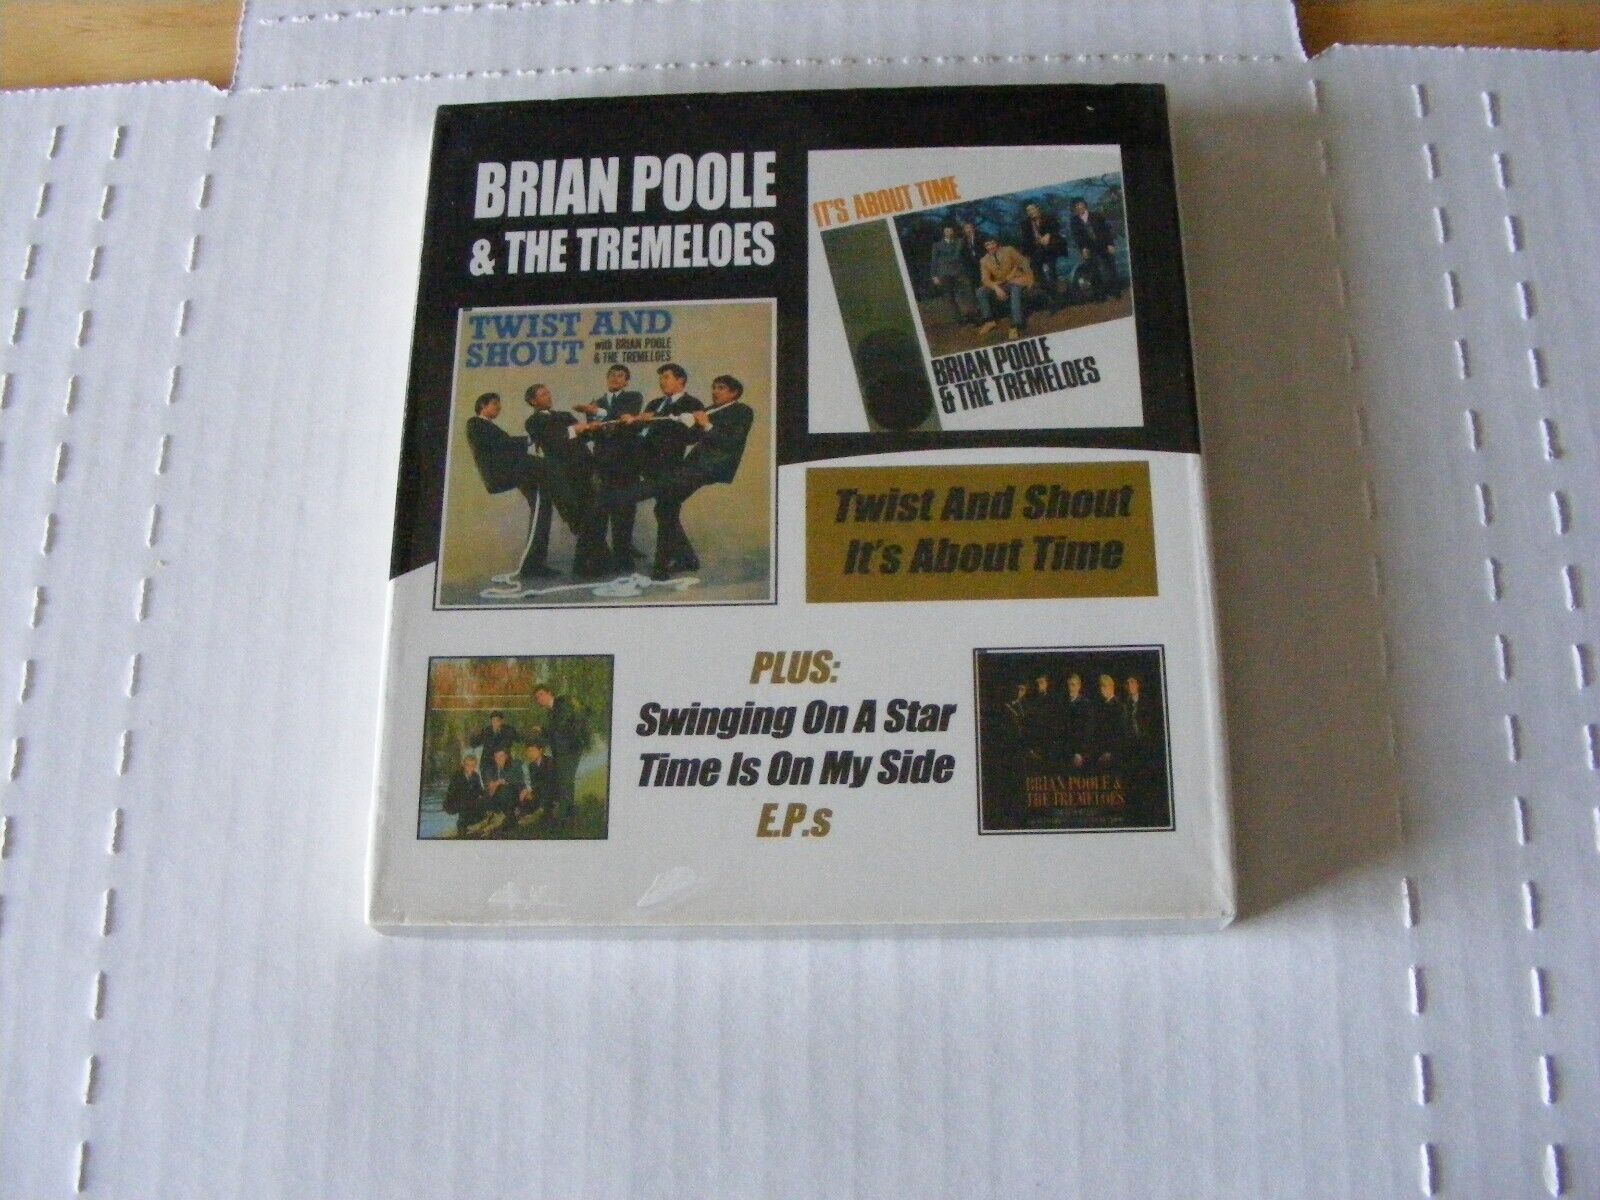 BRIAN POOLE
& THE TREMELOES
IT'S ABOUT TIME
BRIAN POOLE
& THE TREMELOES
TWIST AND
SHOUT with BRIAN POOLE
& THE TREMELOES
Twist And Shout
It's About Time
PLUS:
Swinging On A Star
Time Is On My Side
E.P.s
BRIAN POOLE &
THE TREMELOES